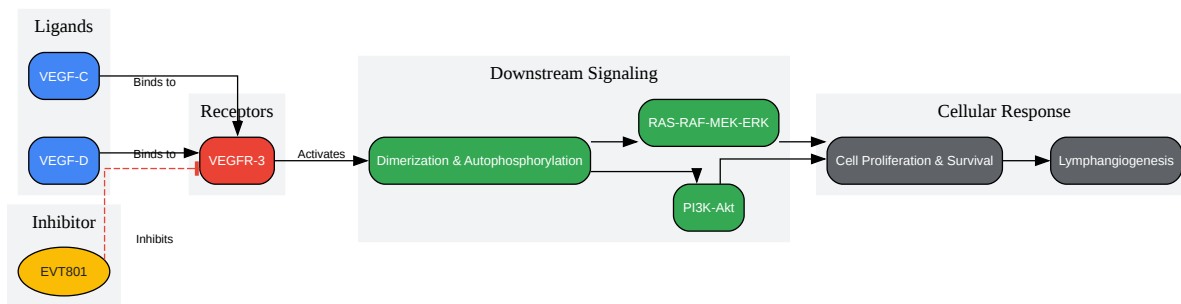 Ligands
VEGF-C
Binds to
VEGF-D
Binds to
Receptors
VEGFR-3
Activates
Inhibitor
EVT801
Inhibits
Downstream Signaling
Dimerization & Autophosphorylation
RAS-RAF-MEK-ERK
PI3K-Akt
Cellular Response
Cell Proliferation & Survival
Lymphangiogenesis